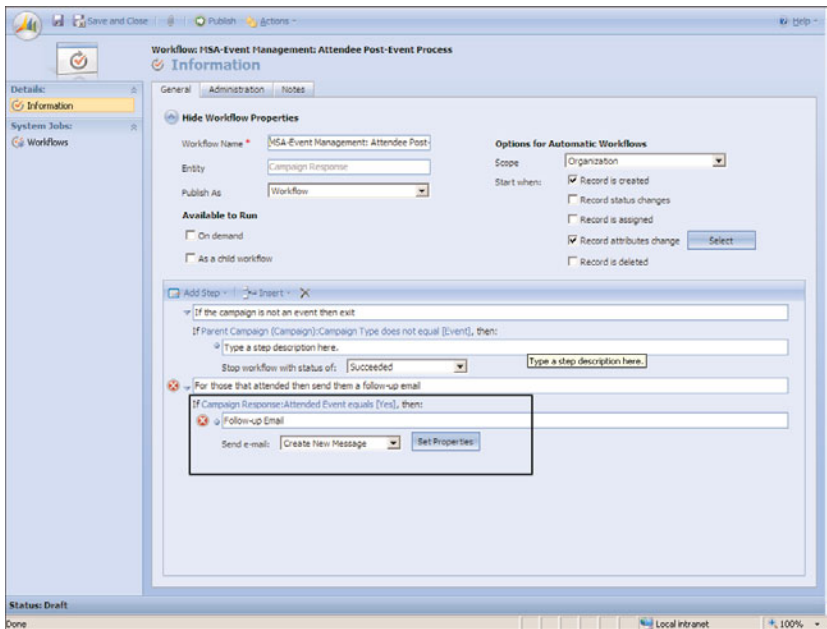 Save and Close Publish Actions Help
Workflow: MSA-Event Management: Attendee Post-Event Process
Information
Details:
Information
System Jobs:
Workflows
General Administration Notes
Hide Workflow Properties
Workflow Name * MSA-Event Management: Attendee Post-
Entity Campaign Response
Publish As Workflow
Available to Run
On demand
As a child workflow
Options for Automatic Workflows
Scope Organization
Start when: Record is created
Record status changes
Record is assigned
Record attributes change Select
Record is deleted
Add Step Insert
If the campaign is not an event then exit
If Parent Campaign (Campaign):Campaign Type does not equal [Event], then:
Type a step description here.
Type a step description here.
Stop workflow with status of: Succeeded
For those that attended then send them a follow-up email
If Campaign Response:Attended Event equals [Yes], then:
Follow-up Email
Send e-mail: Create New Message Set Properties
Status: Draft
Done Local intranet 100%